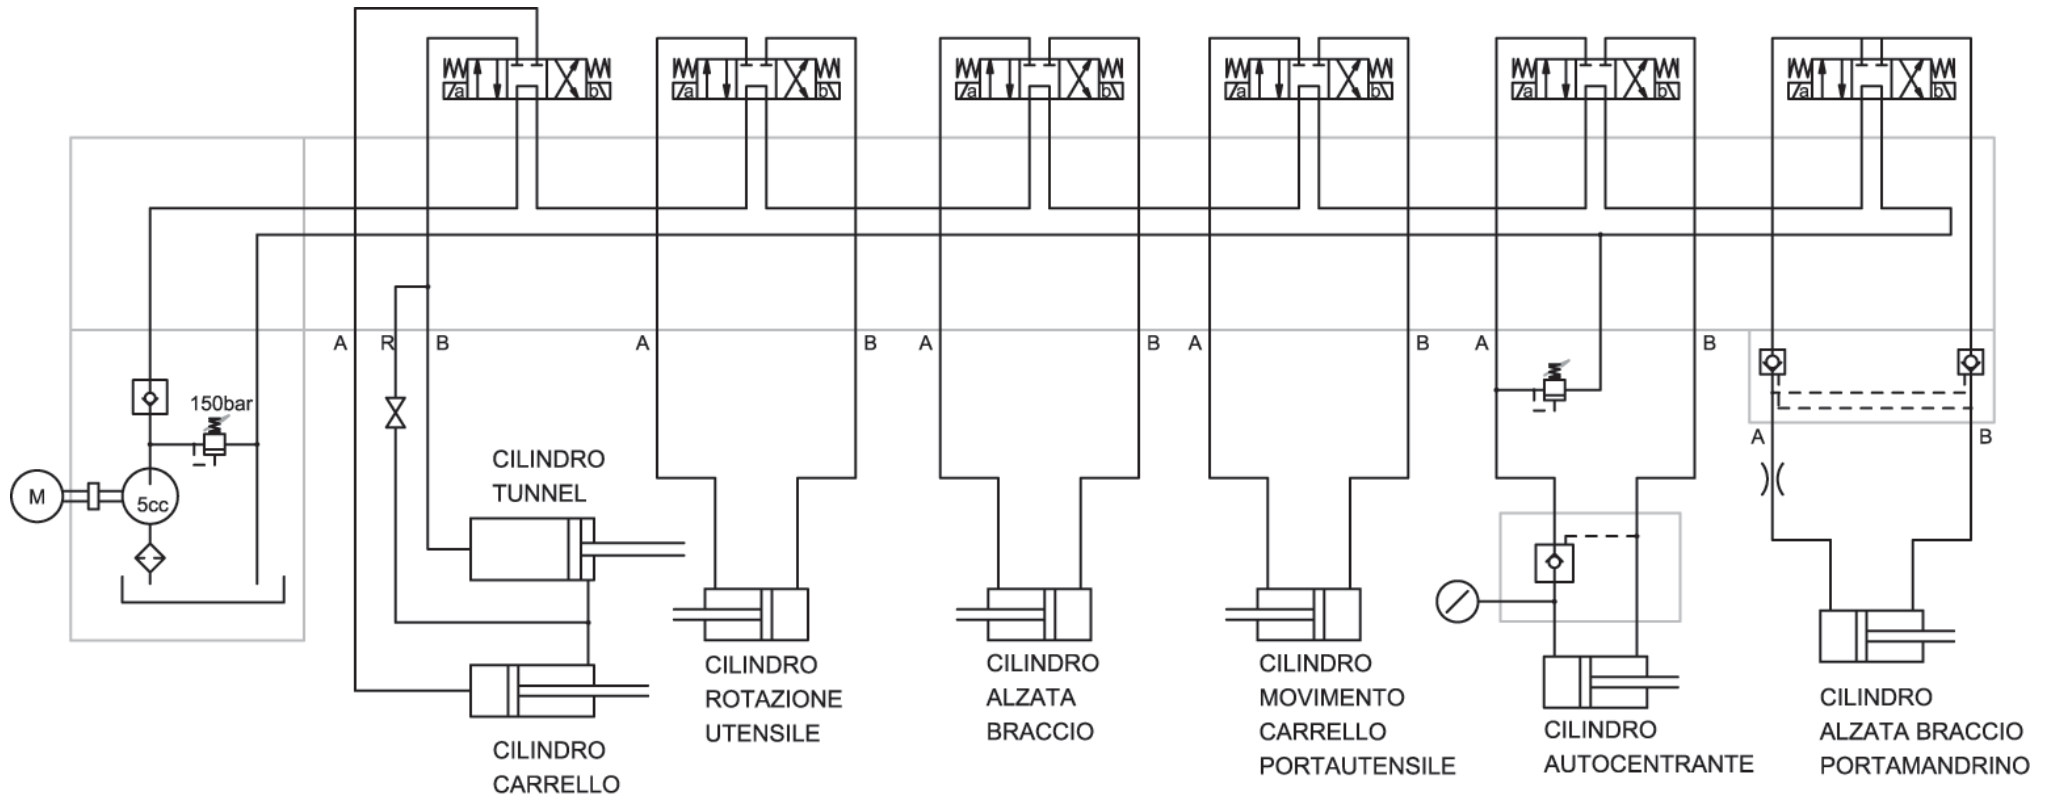 a b a b a b a b a b a b
A R B A B A B A B A B
150bar
A B
M
5cc
CILINDRO
TUNNEL
CILINDRO
CARRELLO
CILINDRO
ROTAZIONE
UTENSILE
CILINDRO
ALZATA
BRACCIO
CILINDRO
MOVIMENTO
CARRELLO
PORTAUTENSILE
CILINDRO
AUTOCENTRANTE
CILINDRO
ALZATA BRACCIO
PORTAMANDRINO